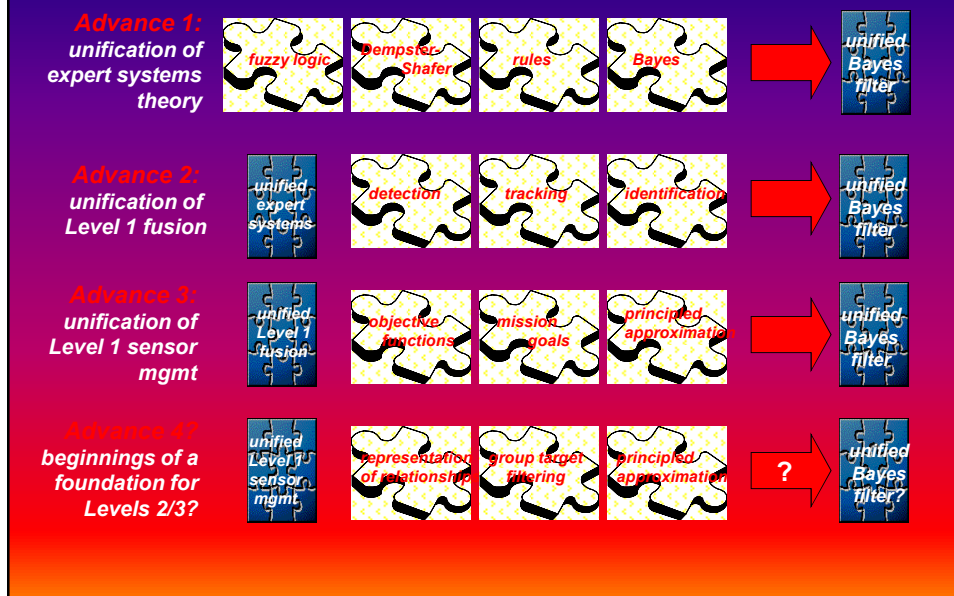 Advance 1:
unification of
expert systems
theory
fuzzy logic
Dempster-
Shafer
rules
Bayes
unified
Bayes
filter
Advance 2:
unification of
Level 1 fusion
unified
expert
systems
detection
tracking
identification
unified
Bayes
filter
Advance 3:
unification of
Level 1 sensor
mgmt
unified
Level 1
fusion
objective
functions
mission
goals
principled
approximation
unified
Bayes
filter
Advance 4?
beginnings of a
foundation for
Levels 2/3?
unified
Level 1
sensor
mgmt
representation
of relationship
group target
filtering
principled
approximation
?
unified
Bayes
filter?